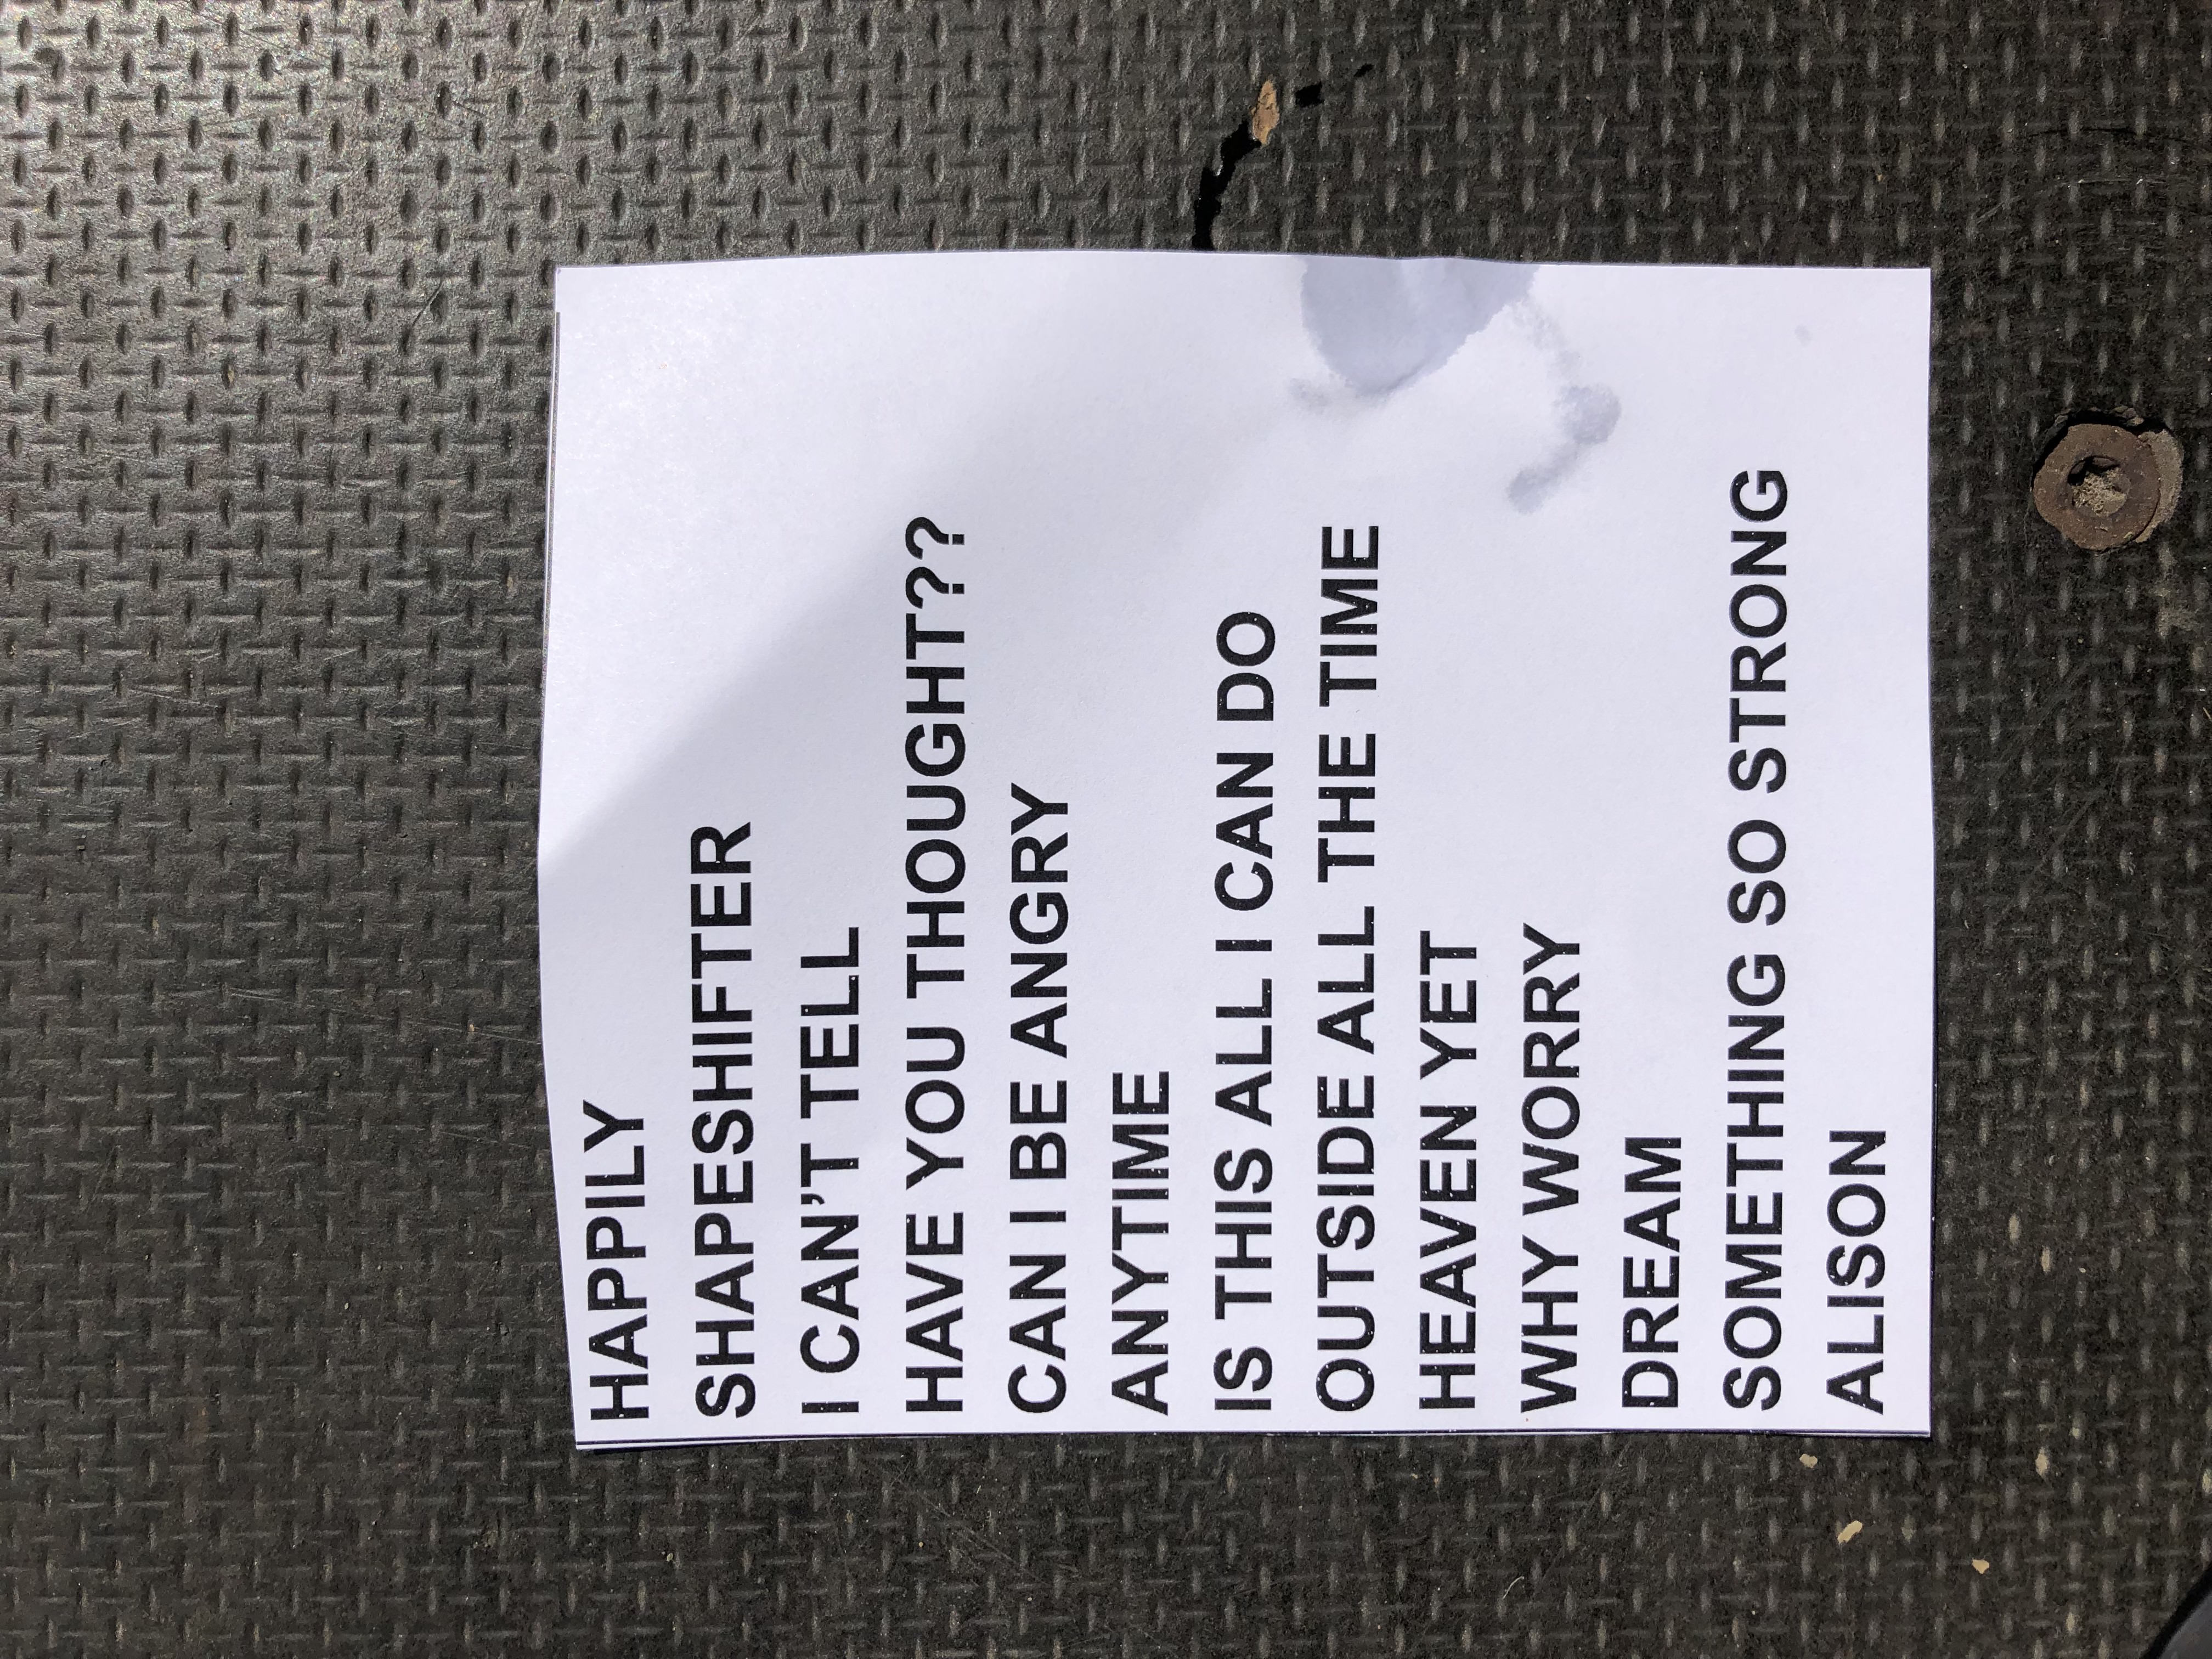 HAPPILY
SHAPESHIFTER
I CAN’T TELL
HAVE YOU THOUGHT??
CAN I BE ANGRY
ANYTIME
IS THIS ALL I CAN DO
OUTSIDE ALL THE TIME
HEAVEN YET
WHY WORRY
DREAM
SOMETHING SO STRONG
ALISON